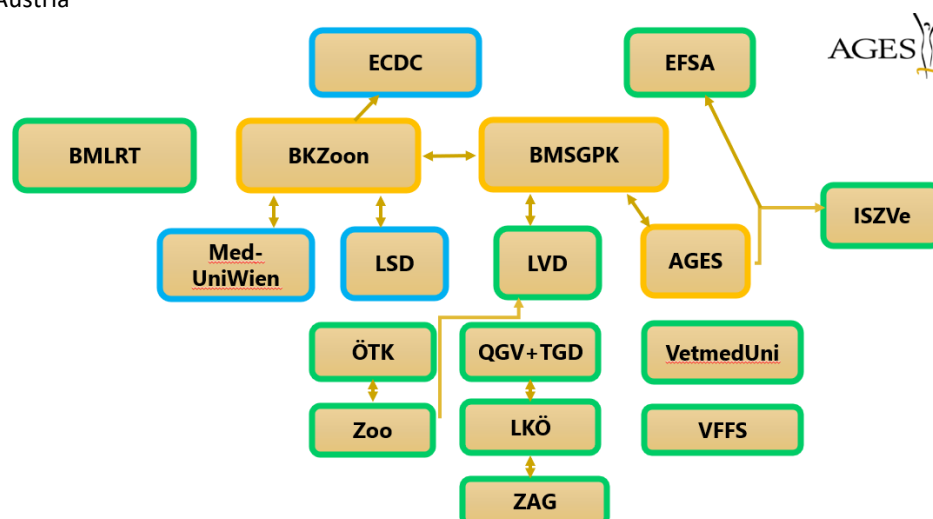 Austria
ECDC
EFSA
AGES
BMLRT
BKZoon
BMSGPK
ISZVe
Med-
UniWien
LSD
LVD
AGES
ÖTK
QGV+TGD
VetmedUni
Zoo
LKÖ
VFFS
ZAG